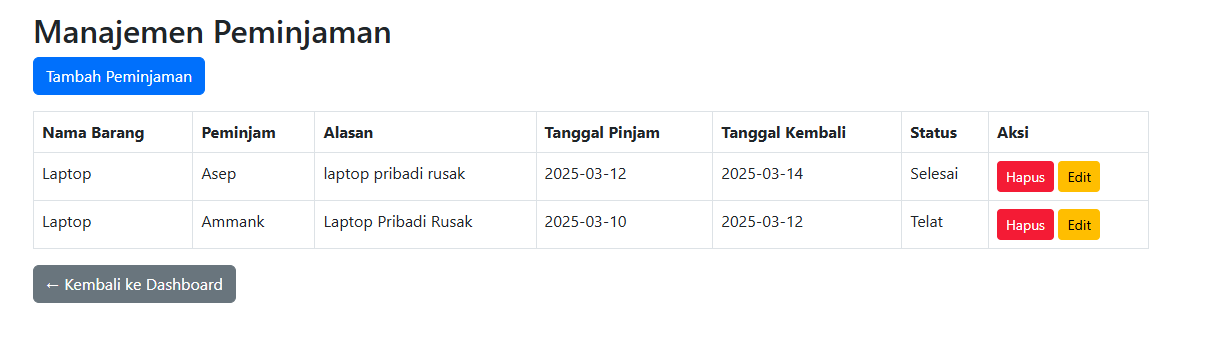 Manajemen Peminjaman
Tambah Peminjaman
Nama Barang Peminjam Alasan Tanggal Pinjam Tanggal Kembali Status Aksi
Laptop Asep laptop pribadi rusak 2025-03-12 2025-03-14 Selesai Hapus Edit
Laptop Ammank Laptop Pribadi Rusak 2025-03-10 2025-03-12 Telat Hapus Edit
← Kembali ke Dashboard